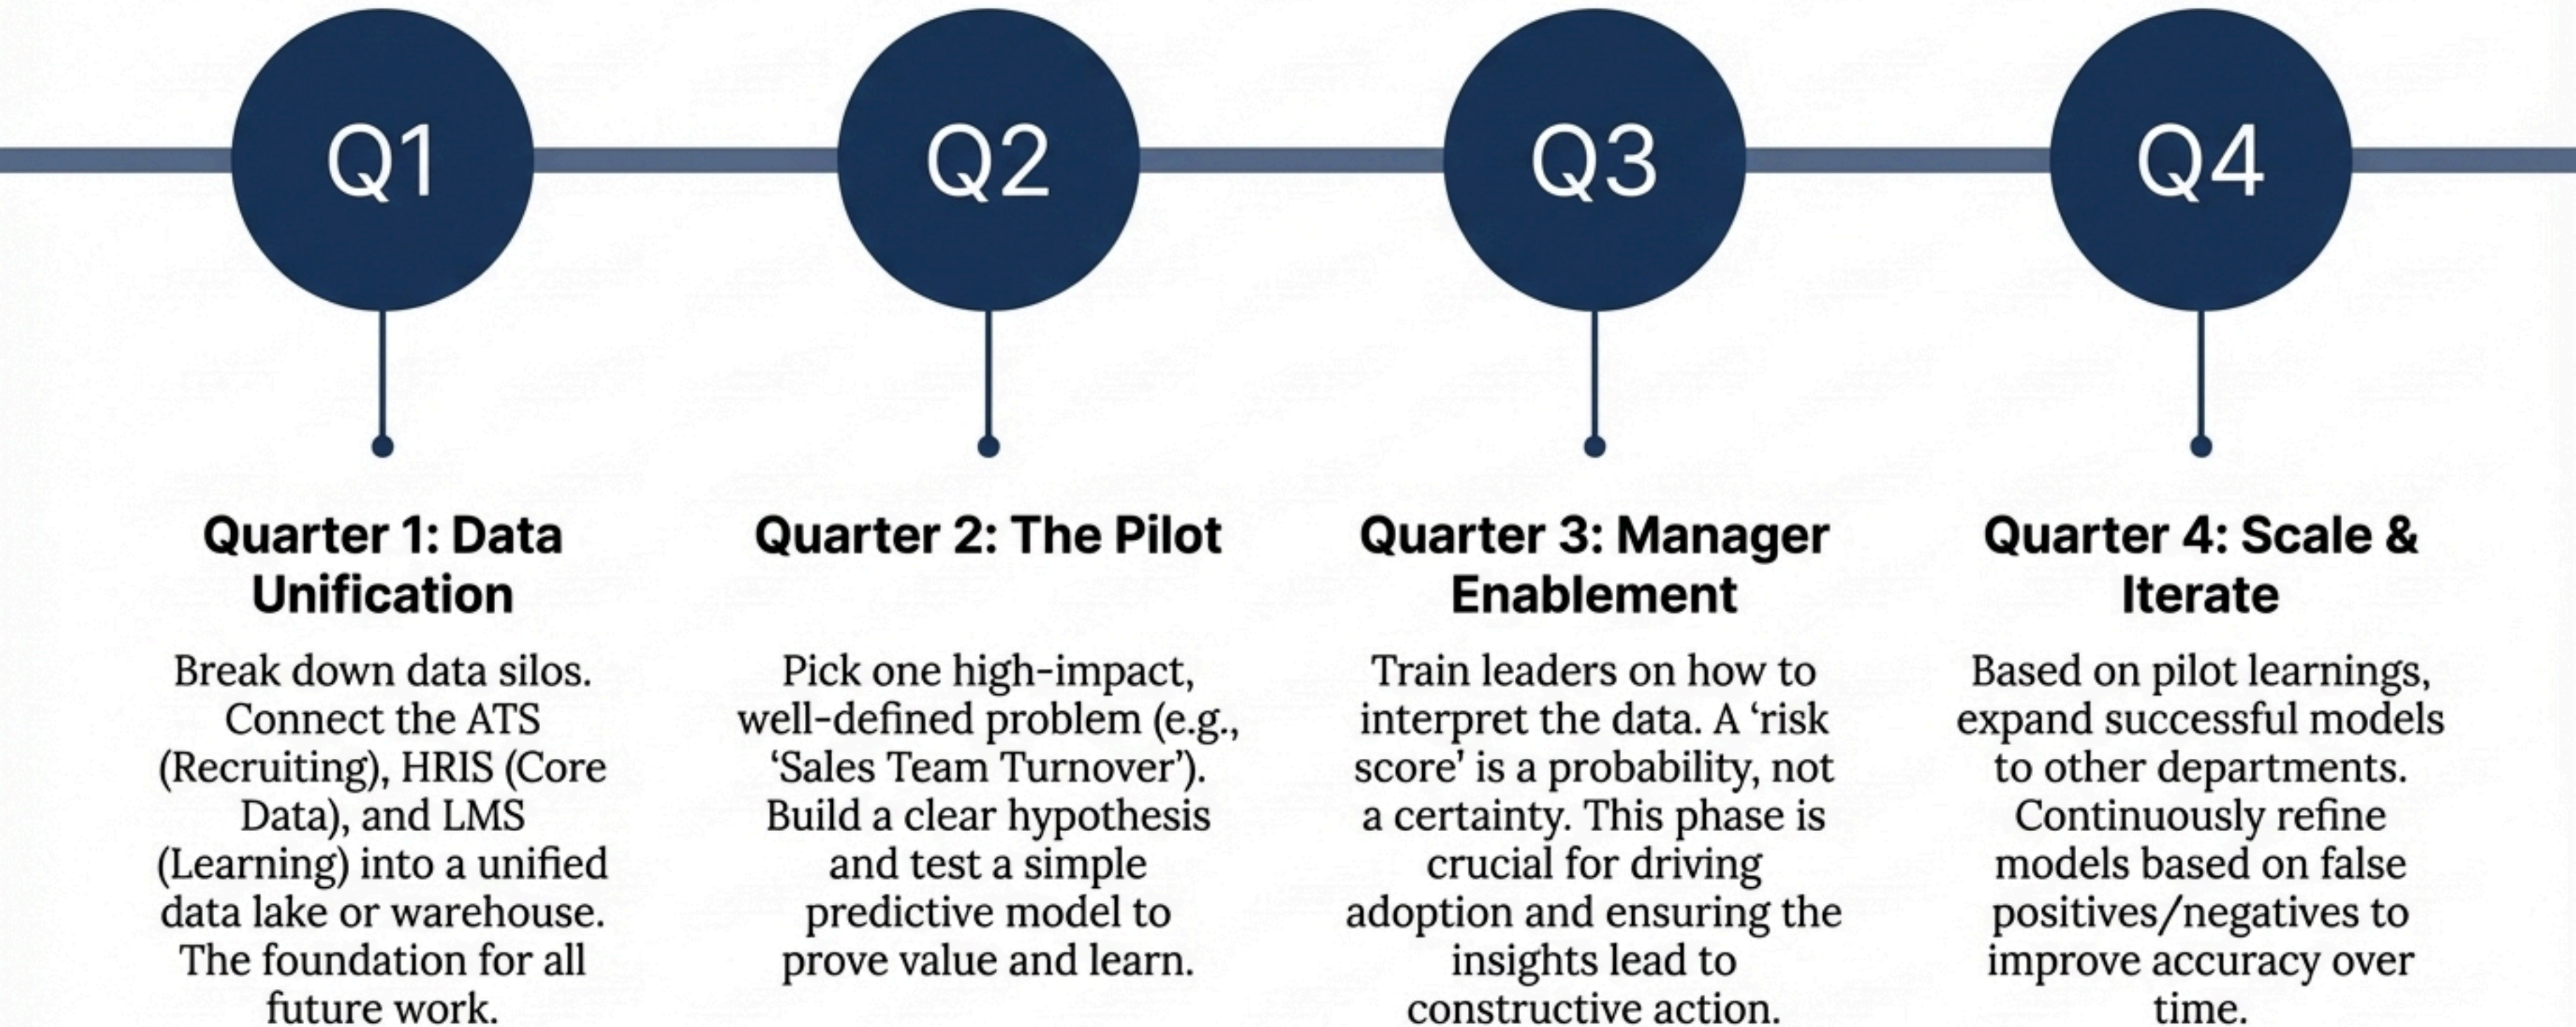 Q1
Q2
Q3
Q4
Quarter 1: Data
Unification
Break down data silos.
Connect the ATS
(Recruiting), HRIS (Core
Data), and LMS
(Learning) into a unified
data lake or warehouse.
The foundation for all
future work.
Quarter 2: The Pilot
Pick one high-impact,
well-defined problem (e.g.,
‘Sales Team Turnover’).
Build a clear hypothesis
and test a simple
predictive model to
prove value and learn.
Quarter 3: Manager
Enablement
Train leaders on how to
interpret the data. A ‘risk
score’ is a probability, not
a certainty. This phase is
crucial for driving
adoption and ensuring the
insights lead to
constructive action.
Quarter 4: Scale &
Iterate
Based on pilot learnings,
expand successful models
to other departments.
Continuously refine
models based on false
positives/negatives to
improve accuracy over
time.